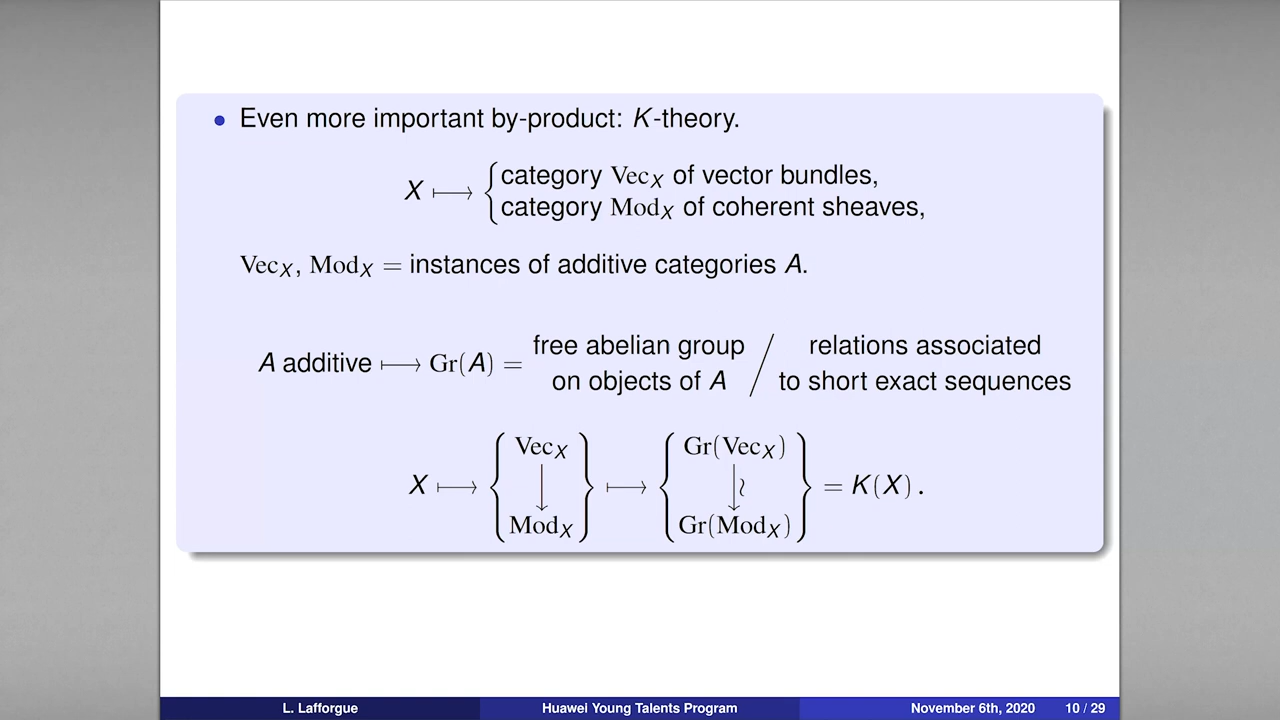 • Even more important by-product: K-theory.
X ⟼ { category Vec_X of vector bundles,
category Mod_X of coherent sheaves,
Vec_X, Mod_X = instances of additive categories A.
A additive ⟼ Gr(A) = free abelian group on objects of A / relations associated to short exact sequences
X ⟼ { Vec_X ↓ Mod_X } ⟼ { Gr(Vec_X) ↓≀ Gr(Mod_X) } = K(X).
L. Lafforgue Huawei Young Talents Program November 6th, 2020 10 / 29